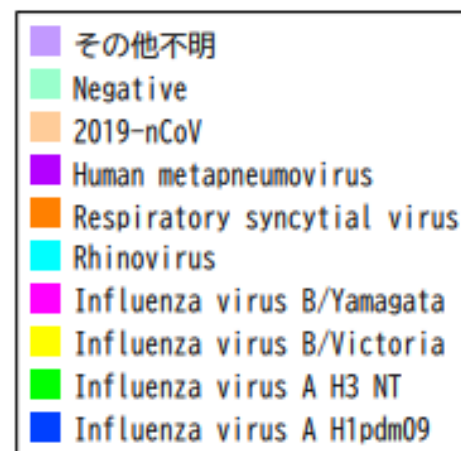 その他不明
Negative
2019-nCoV
Human metapneumovirus
Respiratory syncytial virus
Rhinovirus
Influenza virus B/Yamagata
Influenza virus B/Victoria
Influenza virus A H3 NT
Influenza virus A H1pdm09